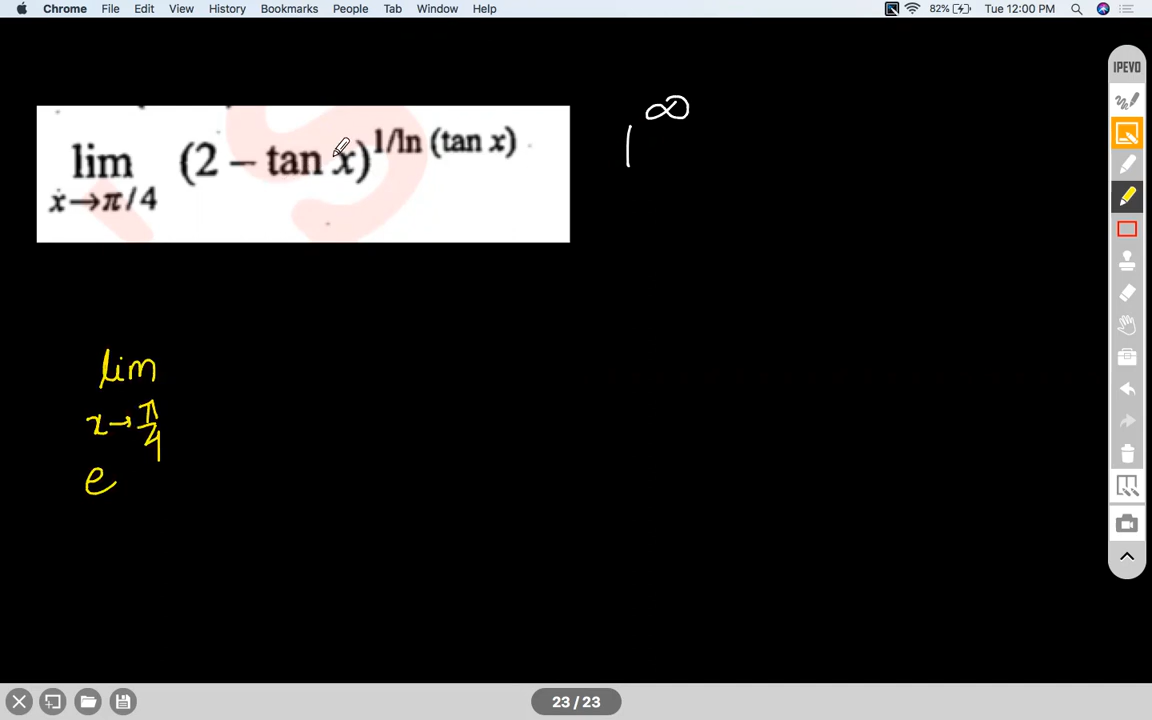 Chrome File Edit View History Bookmarks People Tab Window Help 82% Tue 12:00 PM
IPEVO
lim (2 – tan x)^1/ln (tan x)
x→π/4
1^∞
lim
x→π/4
e
23 / 23